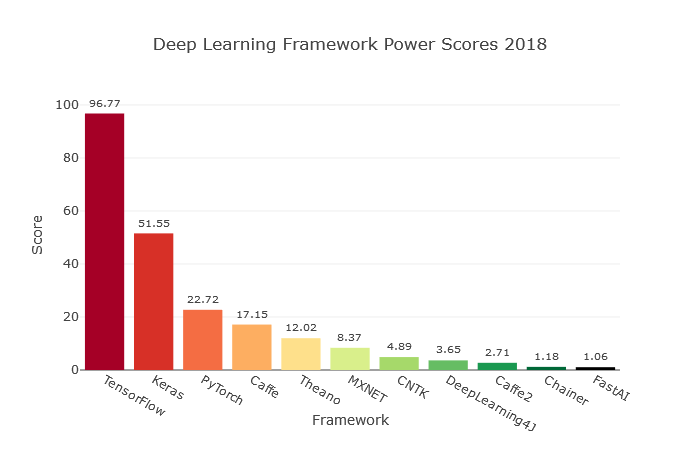 Deep Learning Framework Power Scores 2018
Score
100
80
60
40
20
0
96.77
51.55
22.72
17.15
12.02
8.37
4.89
3.65
2.71
1.18
1.06
TensorFlow
Keras
PyTorch
Caffe
Theano
MXNET
CNTK
DeepLearning4J
Caffe2
Chainer
FastAI
Framework